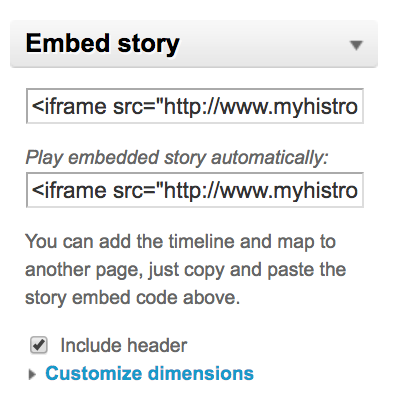 Embed story
<iframe src="http://www.myhistro
Play embedded story automatically:
<iframe src="http://www.myhistro
You can add the timeline and map to
another page, just copy and paste the
story embed code above.
Include header
Customize dimensions